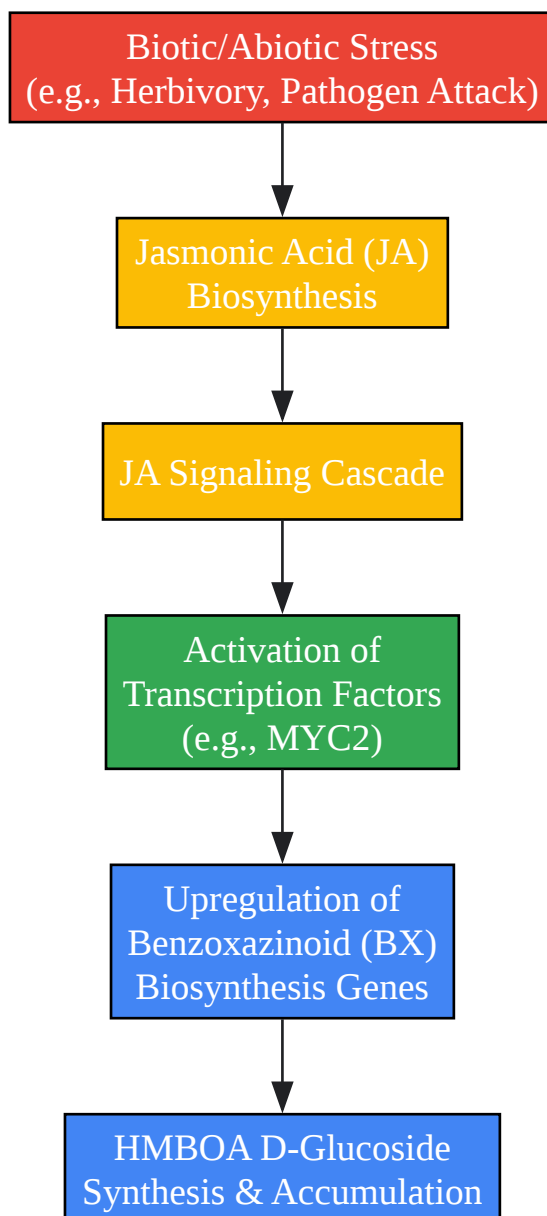 Biotic/Abiotic Stress
(e.g., Herbivory, Pathogen Attack)
Jasmonic Acid (JA)
Biosynthesis
JA Signaling Cascade
Activation of
Transcription Factors
(e.g., MYC2)
Upregulation of
Benzoxazinoid (BX)
Biosynthesis Genes
HMBOA D-Glucoside
Synthesis & Accumulation